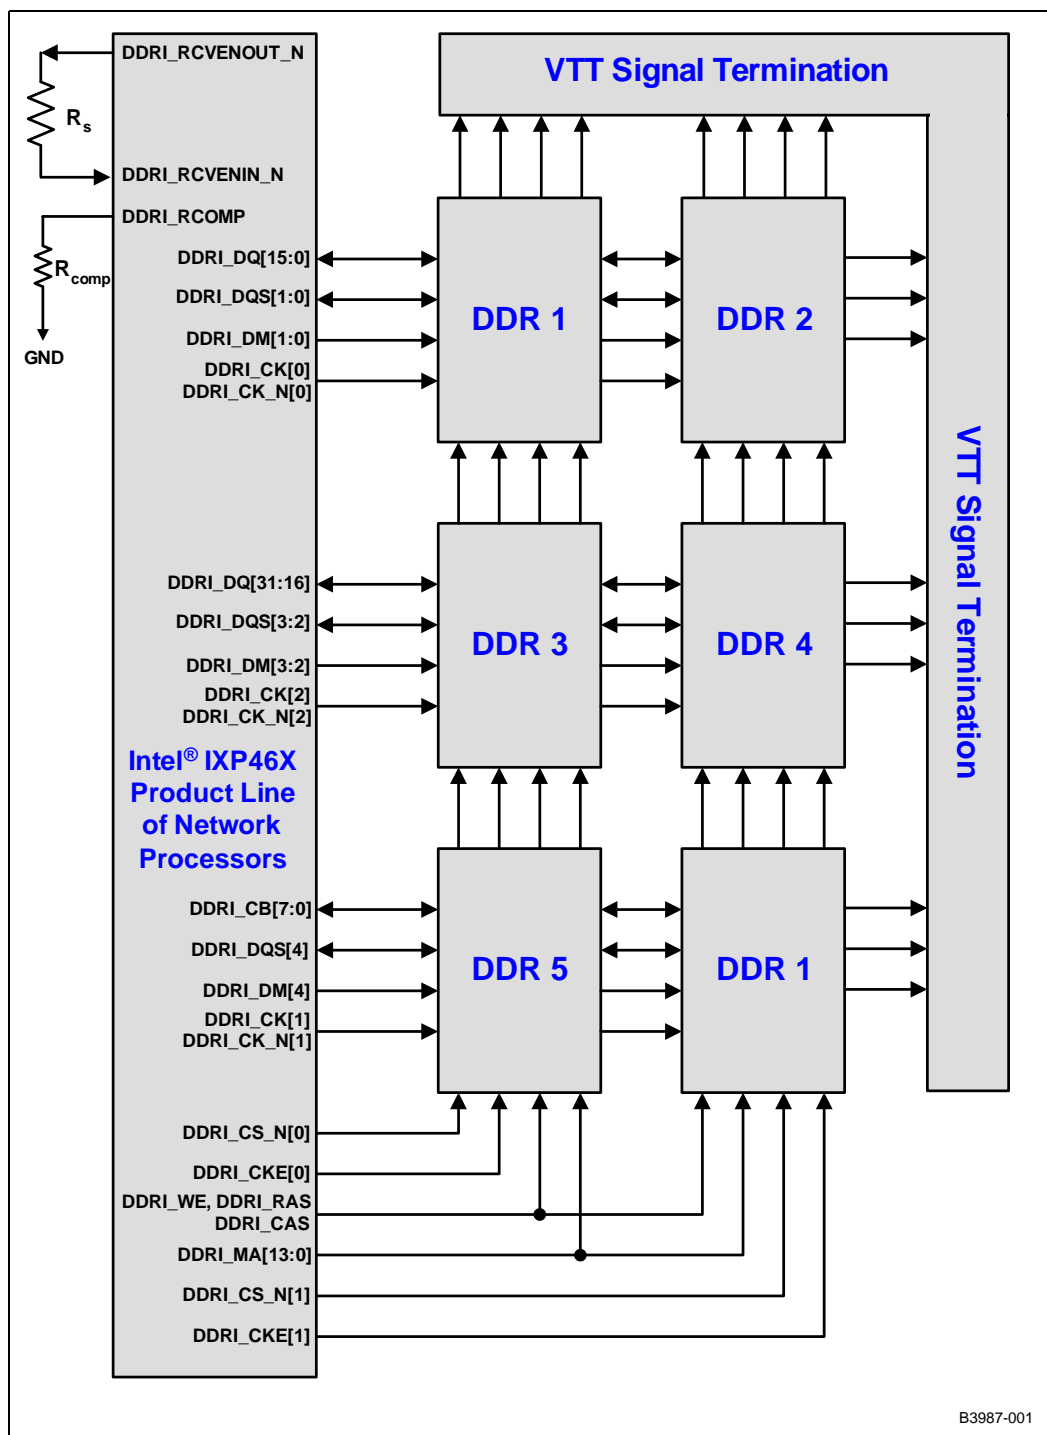 DDRI_RCVENOUT_N
VTT Signal Termination
Rs
DDRI_RCVENIN_N
DDRI_RCOMP
Rcomp
GND
DDRI_DQ[15:0]
DDRI_DQS[1:0]
DDRI_DM[1:0]
DDRI_CK[0]
DDRI_CK_N[0]
DDR 1
DDR 2
VTT Signal Termination
DDRI_DQ[31:16]
DDRI_DQS[3:2]
DDRI_DM[3:2]
DDRI_CK[2]
DDRI_CK_N[2]
DDR 3
DDR 4
Intel® IXP46X
Product Line
of Network
Processors
DDRI_CB[7:0]
DDRI_DQS[4]
DDRI_DM[4]
DDRI_CK[1]
DDRI_CK_N[1]
DDR 5
DDR 1
DDRI_CS_N[0]
DDRI_CKE[0]
DDRI_WE, DDRI_RAS
DDRI_CAS
DDRI_MA[13:0]
DDRI_CS_N[1]
DDRI_CKE[1]
B3987-001